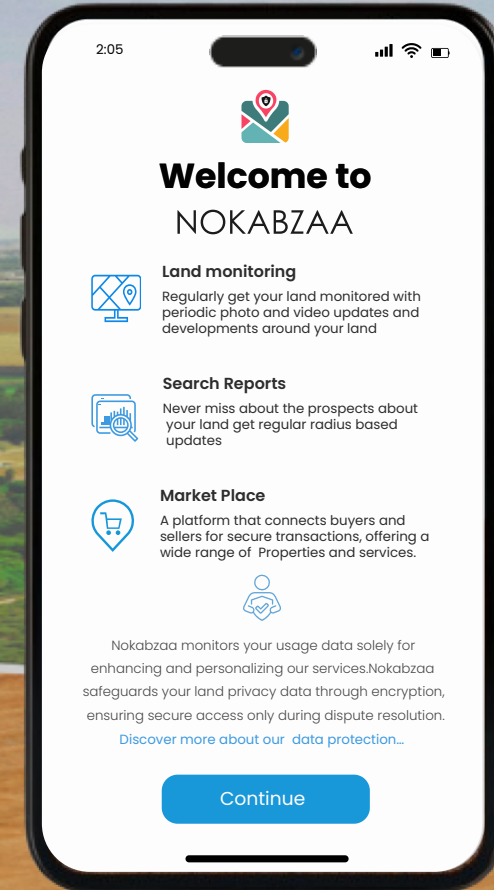 2:05
Welcome to
NOKABZAA
Land monitoring
Regularly get your land monitored with
periodic photo and video updates and
developments around your land
Search Reports
Never miss about the prospects about
your land get regular radius based
updates
Market Place
A platform that connects buyers and
sellers for secure transactions, offering a
wide range of Properties and services.
Nokabzaa monitors your usage data solely for
enhancing and personalizing our services.Nokabzaa
safeguards your land privacy data through encryption,
ensuring secure access only during dispute resolution.
Discover more about our data protection...
Continue